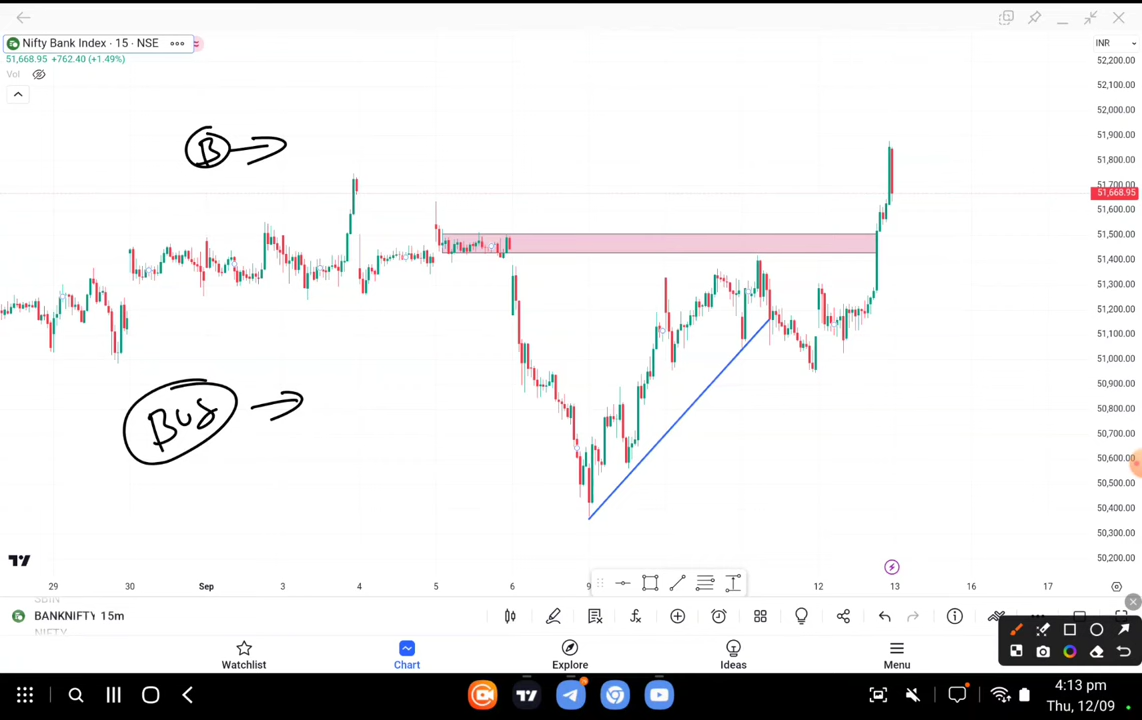 Nifty Bank Index · 15 · NSE
51,668.95 +762.40 (+1.49%)
Vol
INR
52,200.00
52,100.00
52,000.00
51,900.00
51,800.00
51,700.00
51,668.95
51,600.00
51,500.00
51,400.00
51,300.00
51,200.00
51,100.00
51,000.00
50,900.00
50,800.00
50,700.00
50,600.00
50,500.00
50,400.00
50,300.00
50,200.00
B
29 30 Sep 3 4 5 6 9 12 13 16 17
BANKNIFTY 15m
NIFTY
Watchlist Chart Explore Ideas Menu
4:13 pm
Thu, 12/09